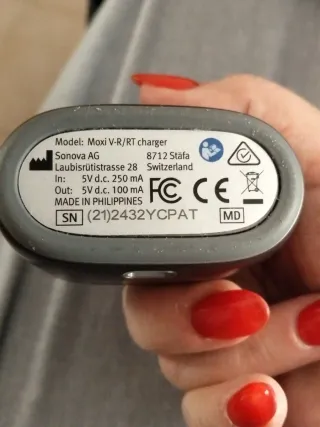 Model: Moxi V-R/RT charger
Sonova AG 8712 Stäfa
Laubisrütistrasse 28 Switzerland
In: 5V d.c. 250 mA
Out: 5V d.c. 100 mA
MADE IN PHILIPPINES
FC CE
SN (21)2432YCPAT MD